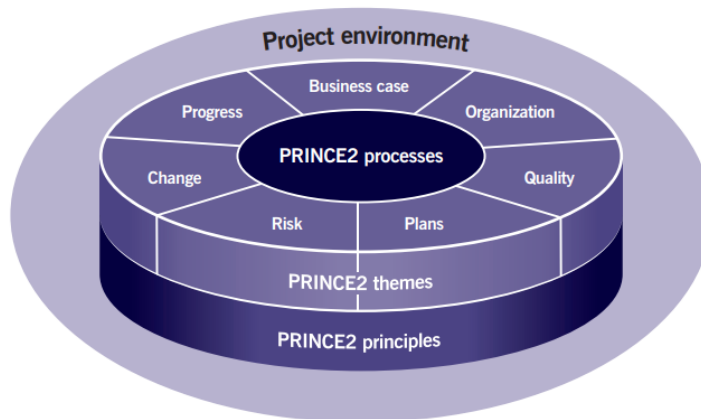 Project environment
Business case
Progress
Organization
PRINCE2 processes
Change
Quality
Risk
Plans
PRINCE2 themes
PRINCE2 principles